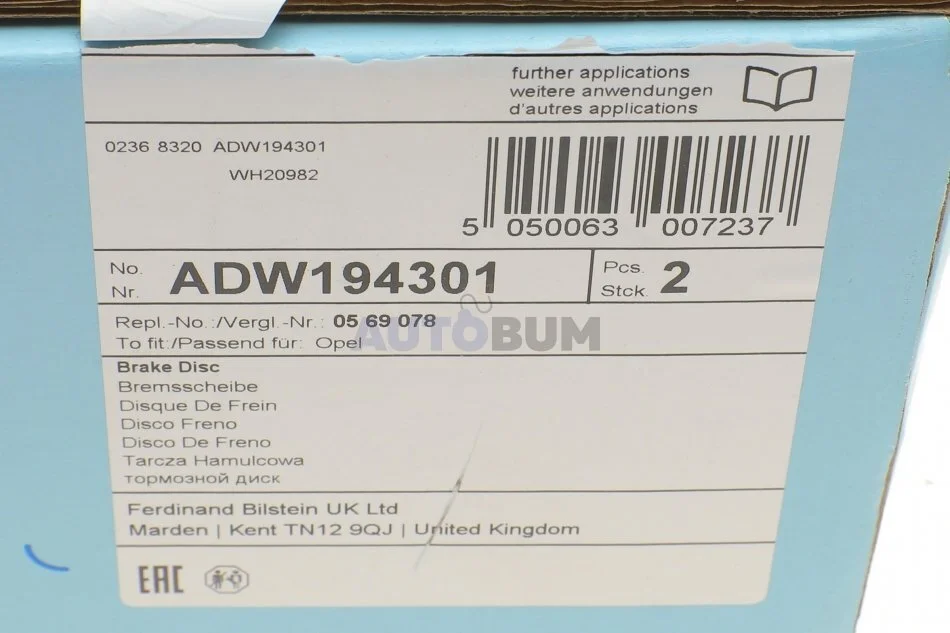 further applications
weitere anwendungen
d'autres applications
0236 8320 ADW194301
WH20982
5 050063 007237
No.
Nr.
ADW194301
Pcs.
Stck.
2
Repl.-No.:/Vergl.-Nr.: 05 69 078
To fit:/Passend für: Opel
AUTOBUM
Brake Disc
Bremsscheibe
Disque De Frein
Disco Freno
Disco De Freno
Tarcza Hamulcowa
тормозной диск
Ferdinand Bilstein UK Ltd
Marden | Kent TN12 9QJ | United Kingdom
EAC